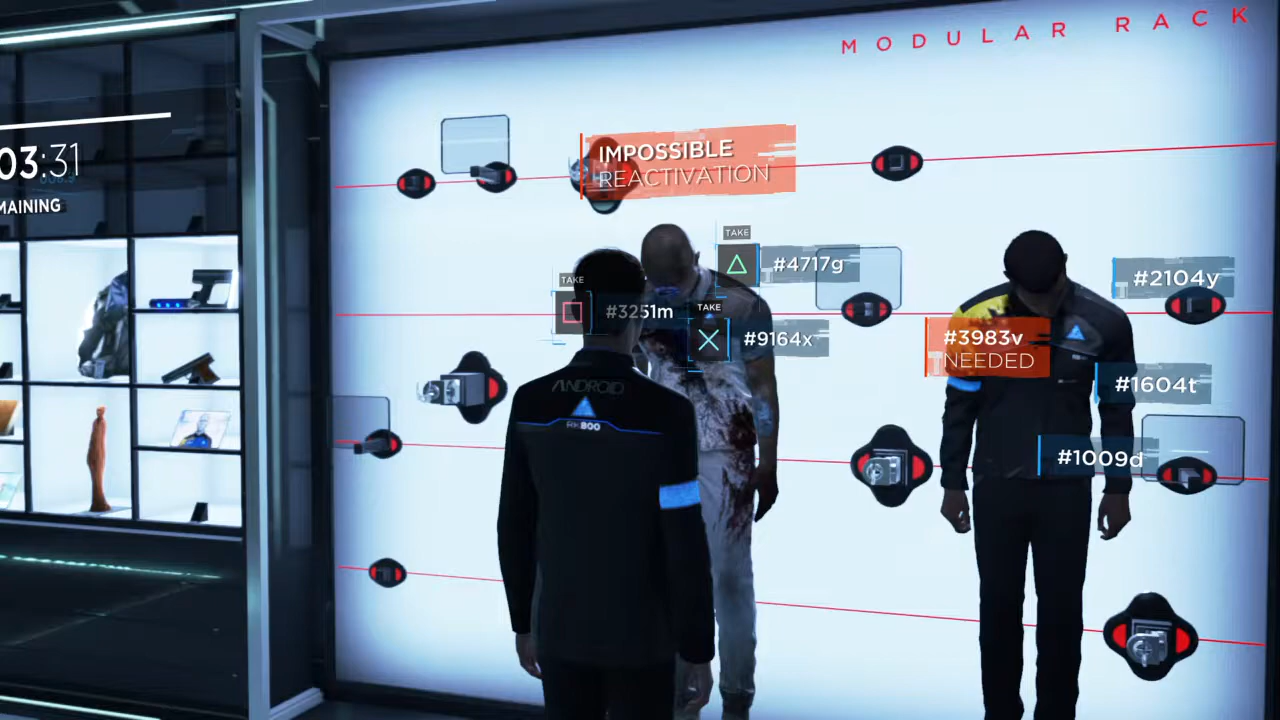 MODULAR RACK
03:31
MAINING
IMPOSSIBLE
REACTIVATION
TAKE
#4717g
TAKE
#3251m
TAKE
#9164x
#2104y
#3983v
NEEDED
#1604t
#1009d
ANDROID
RK800